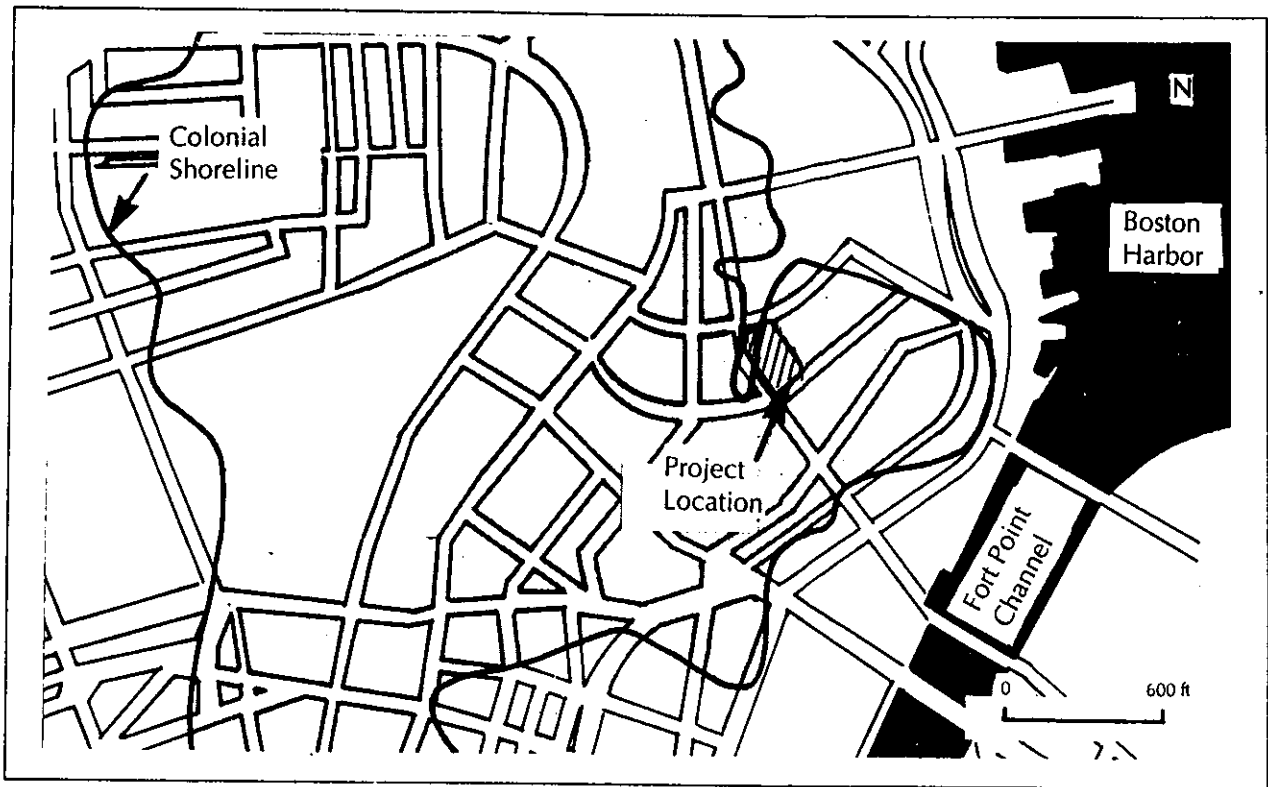 N
Colonial
Shoreline
Boston
Harbor
Project
Location
Fort Point
Channel
0 600 ft